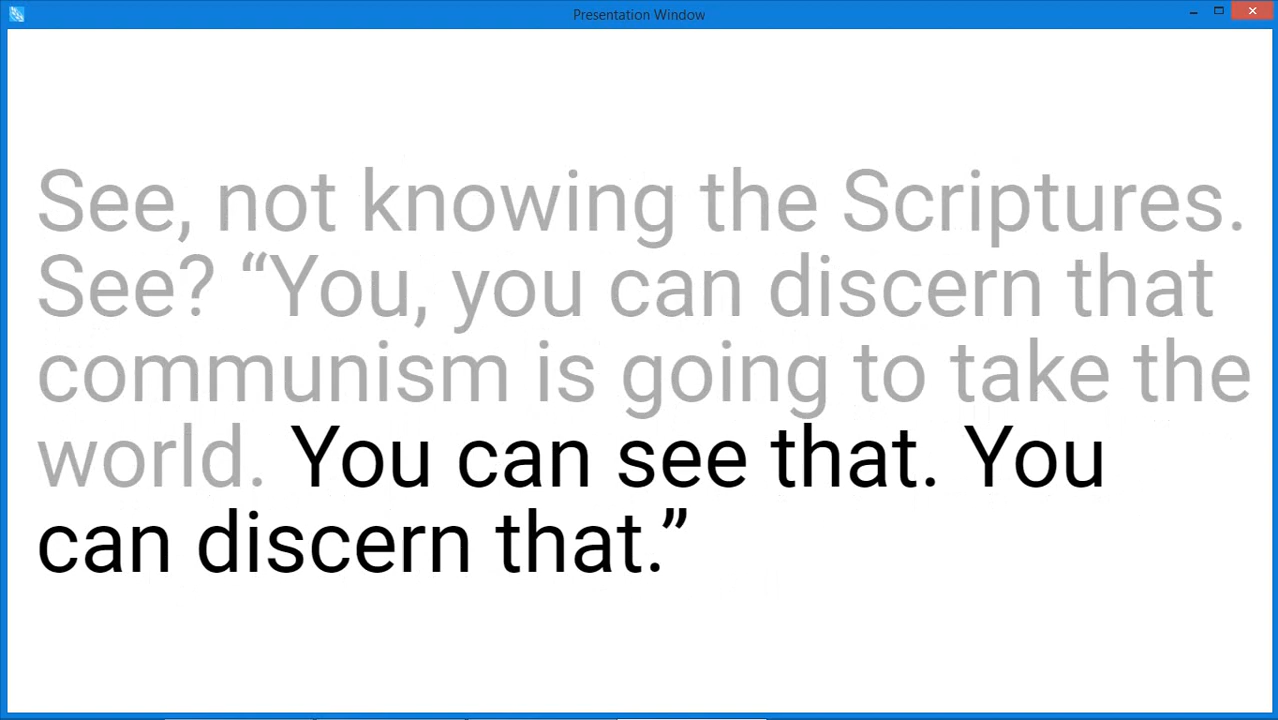 Presentation Window
See, not knowing the Scriptures.
See? “You, you can discern that
communism is going to take the
world. You can see that. You
can discern that.”